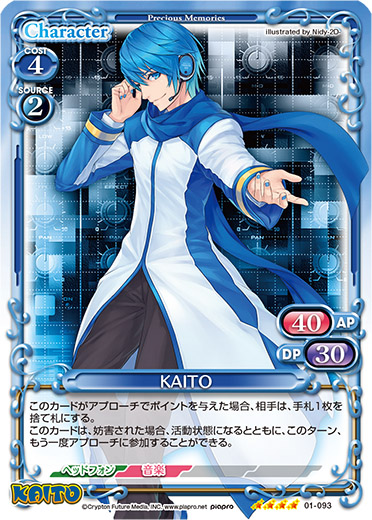 Precious Memories
Character
illustrated by Nidy-2D-
COST
4
SOURCE
2
40 AP
DP 30
KAITO
このカードがアプローチでポイントを与えた場合、相手は、手札1枚を
捨て札にする。
このカードは、妨害された場合、活動状態になるとともに、このターン、
もう一度アプローチに参加することができる。
ヘッドフォン
音楽
KAITO
©Crypton Future Media, INC. www.piapro.net piapro
01-093